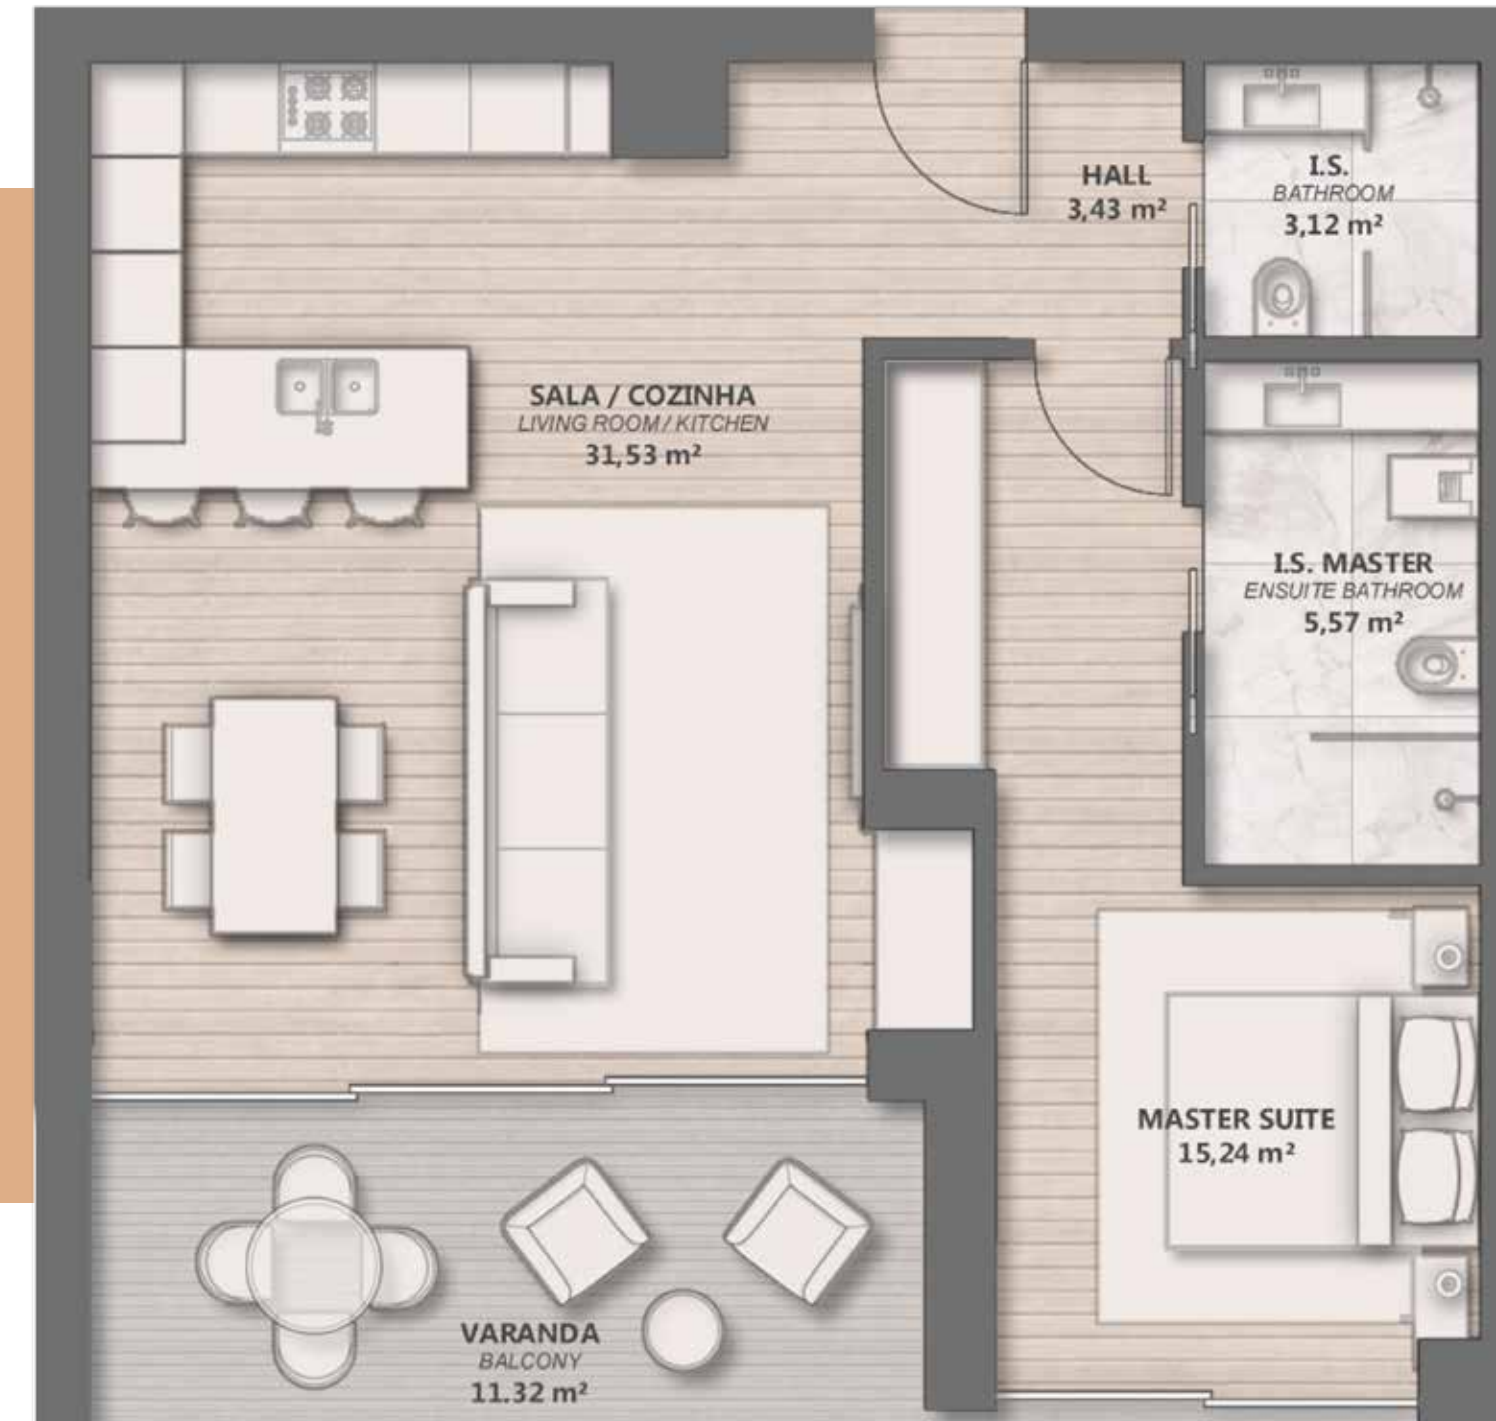 HALL
3,43 m²
I.S.
BATHROOM
3,12 m²
SALA / COZINHA
LIVING ROOM / KITCHEN
31,53 m²
I.S. MASTER
ENSUITE BATHROOM
5,57 m²
MASTER SUITE
15,24 m²
VARANDA
BALCONY
11.32 m²